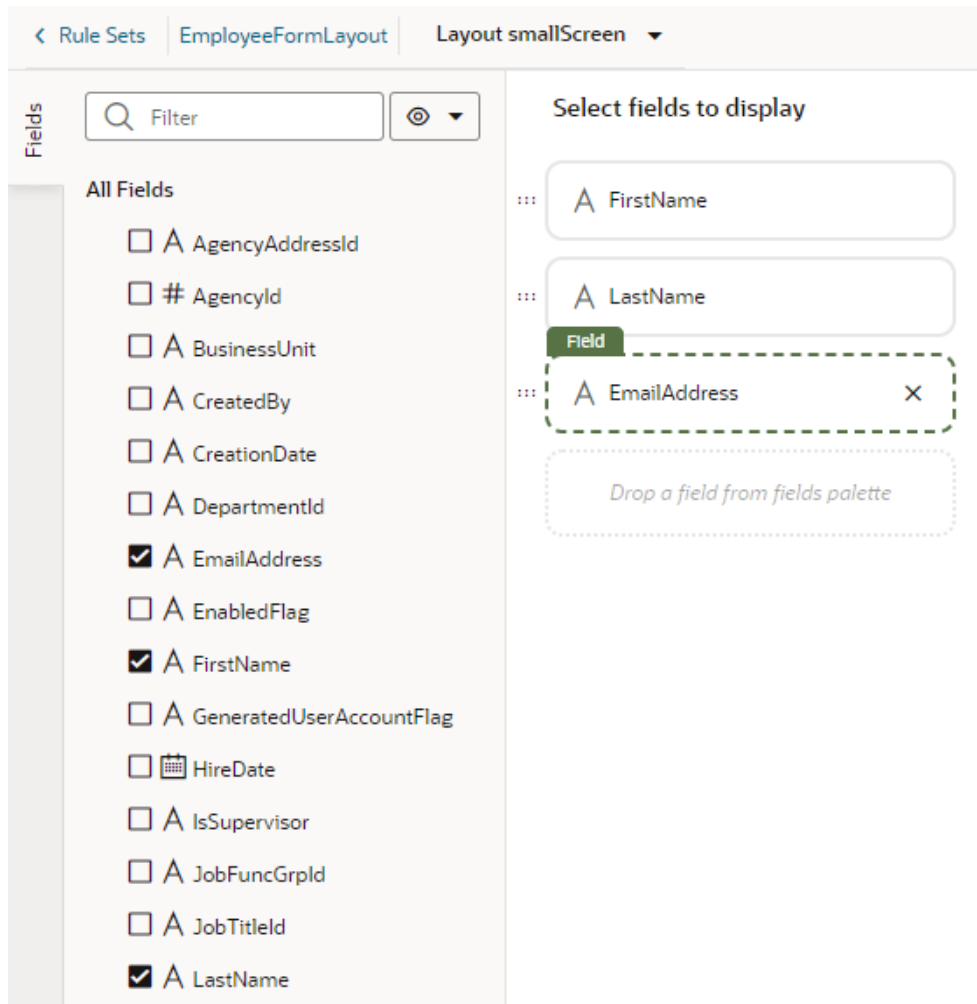 Rule Sets EmployeeFormLayout Layout smallScreen
Fields
Filter
All Fields
A AgencyAddressId
# AgencyId
A BusinessUnit
A CreatedBy
A CreationDate
A DepartmentId
A EmailAddress
A EnabledFlag
A FirstName
A GeneratedUserAccountFlag
HireDate
A IsSupervisor
A JobFuncGrpId
A JobTitleId
A LastName
Select fields to display
A FirstName
A LastName
Field
A EmailAddress
Drop a field from fields palette